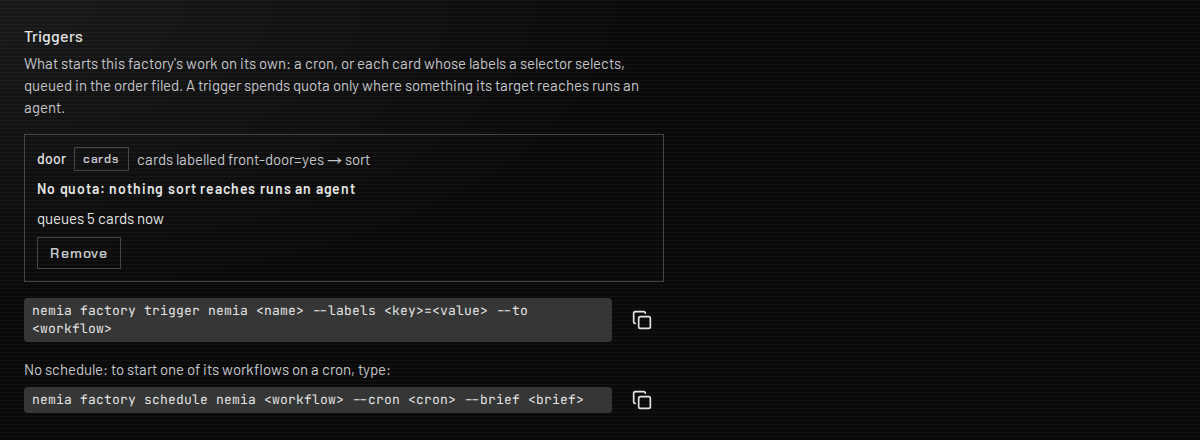 Triggers
What starts this factory's work on its own: a cron, or each card whose labels a selector selects,
queued in the order filed. A trigger spends quota only where something its target reaches runs an
agent.
door cards cards labelled front-door=yes → sort
No quota: nothing sort reaches runs an agent
queues 5 cards now
Remove
nemia factory trigger nemia <name> --labels <key>=<value> --to
<workflow>
No schedule: to start one of its workflows on a cron, type:
nemia factory schedule nemia <workflow> --cron <cron> --brief <brief>